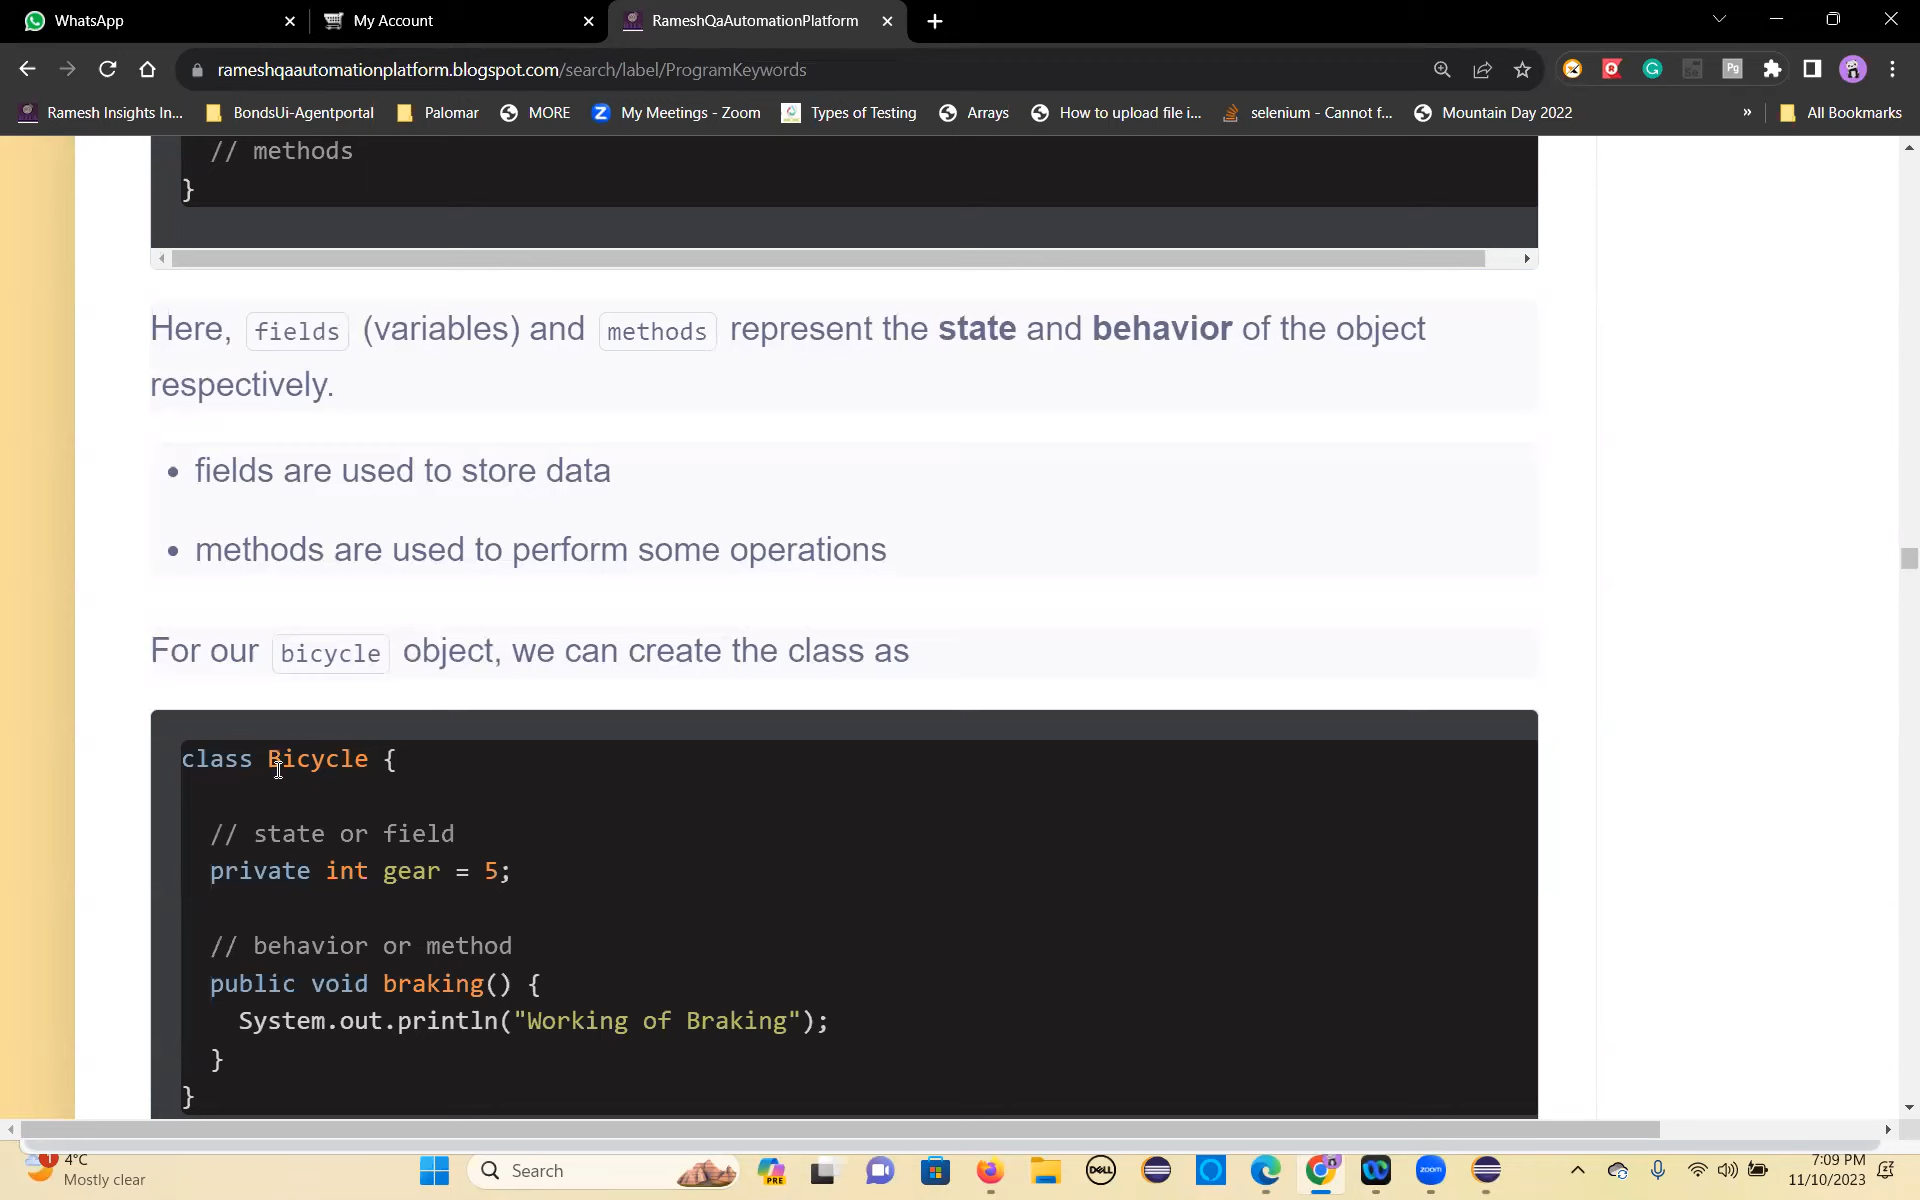 WhatsApp
My Account
RameshQaAutomationPlatform
rameshqaautomationplatform.blogspot.com/search/label/ProgramKeywords
Ramesh Insights In...
BondsUi-Agentportal
Palomar
MORE
My Meetings - Zoom
Types of Testing
Arrays
How to upload file i...
selenium - Cannot f...
Mountain Day 2022
»
All Bookmarks
// methods
}
Here, fields (variables) and methods represent the state and behavior of the object
respectively.
• fields are used to store data
• methods are used to perform some operations
For our bicycle object, we can create the class as
class Bicycle {
// state or field
private int gear = 5;
// behavior or method
public void braking() {
System.out.println("Working of Braking");
}
}
1
4°C
Mostly clear
Search
PRE
DELL
zoom
7:09 PM
11/10/2023